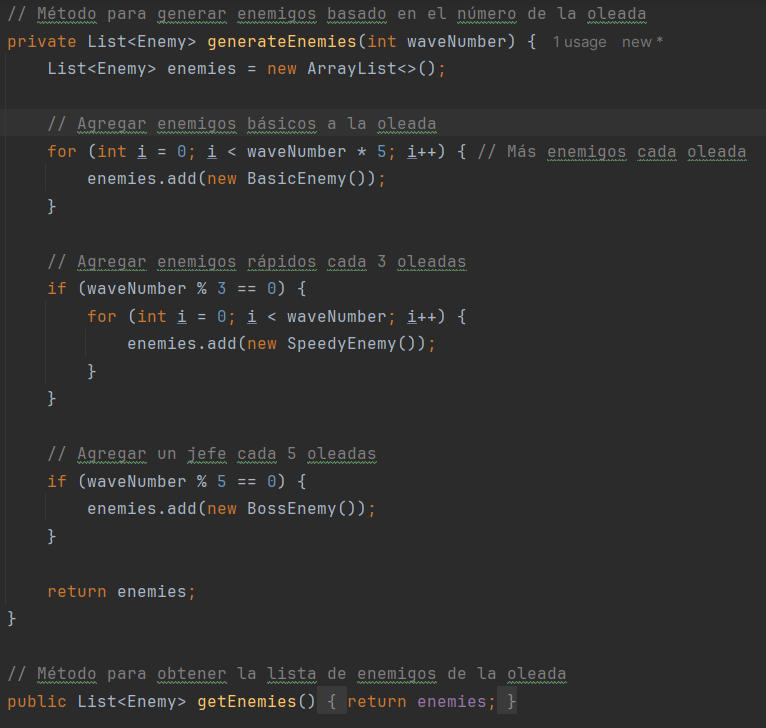 // Método para generar enemigos basado en el número de la oleada
private List<Enemy> generateEnemies(int waveNumber) { 1 usage new *
    List<Enemy> enemies = new ArrayList<>();

    // Agregar enemigos básicos a la oleada
    for (int i = 0; i < waveNumber * 5; i++) { // Más enemigos cada oleada
        enemies.add(new BasicEnemy());
    }

    // Agregar enemigos rápidos cada 3 oleadas
    if (waveNumber % 3 == 0) {
        for (int i = 0; i < waveNumber; i++) {
            enemies.add(new SpeedyEnemy());
        }
    }

    // Agregar un jefe cada 5 oleadas
    if (waveNumber % 5 == 0) {
        enemies.add(new BossEnemy());
    }

    return enemies;
}

// Método para obtener la lista de enemigos de la oleada
public List<Enemy> getEnemies() { return enemies; }